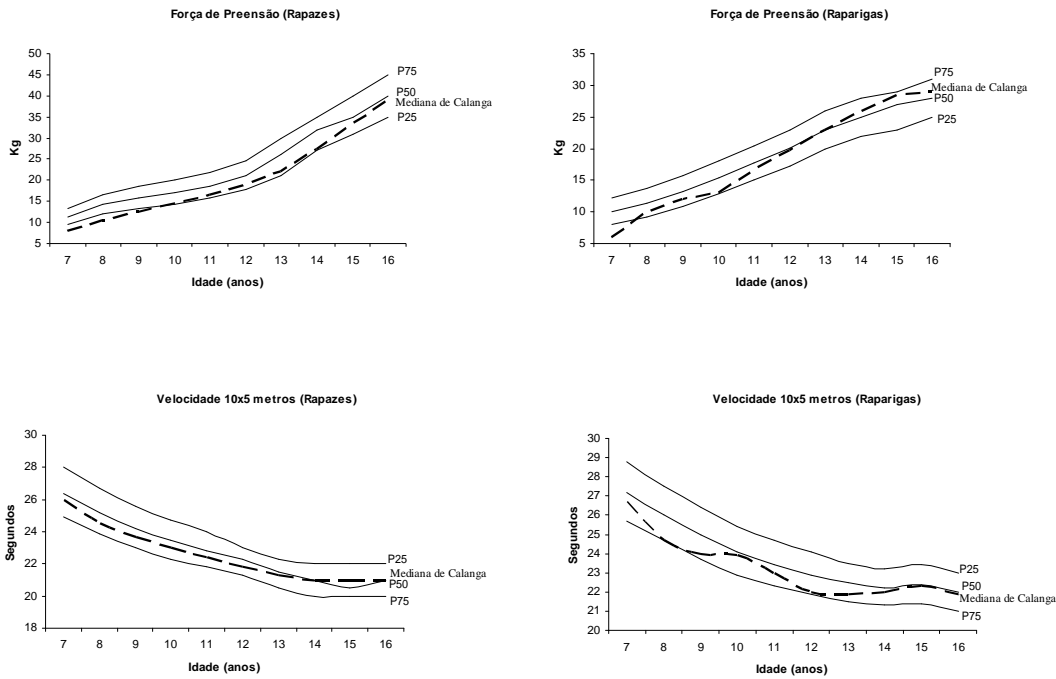 Força de Preensão (Rapazes)
50
45
40
35
30
25
20
15
10
5
Kg
P75
P50
Mediana de Calanga
P25
7 8 9 10 11 12 13 14 15 16
Idade (anos)
Força de Preensão (Raparigas)
35
30
25
20
15
10
5
Kg
P75
Mediana de Calanga
P50
P25
7 8 9 10 11 12 13 14 15 16
Idade (anos)
Velocidade 10x5 metros (Rapazes)
30
28
26
24
22
20
18
Segundos
P25
Mediana de Calanga
P50
P75
7 8 9 10 11 12 13 14 15 16
Idade (anos)
Velocidade 10x5 metros (Raparigas)
30
29
28
27
26
25
24
23
22
21
20
Segundos
P25
P50
Mediana de Calanga
P75
7 8 9 10 11 12 13 14 15 16
Idade (anos)